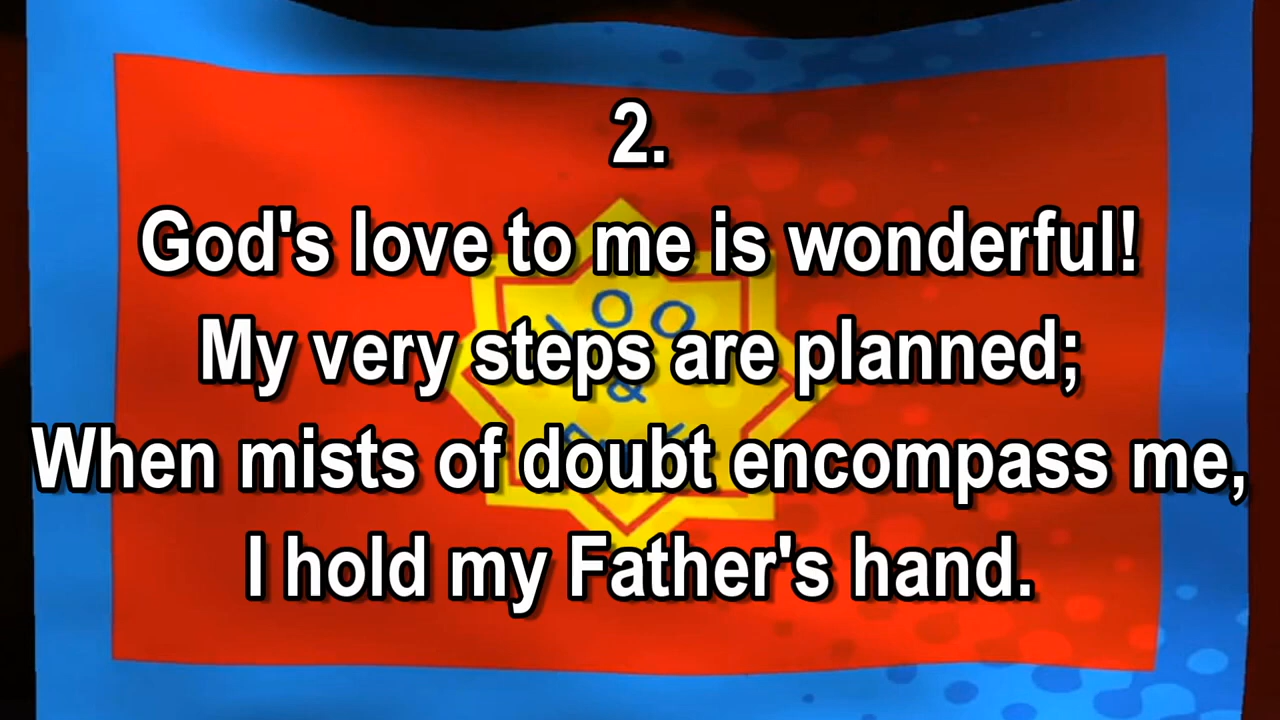 2.
God's love to me is wonderful!
My very steps are planned;
When mists of doubt encompass me,
I hold my Father's hand.
&